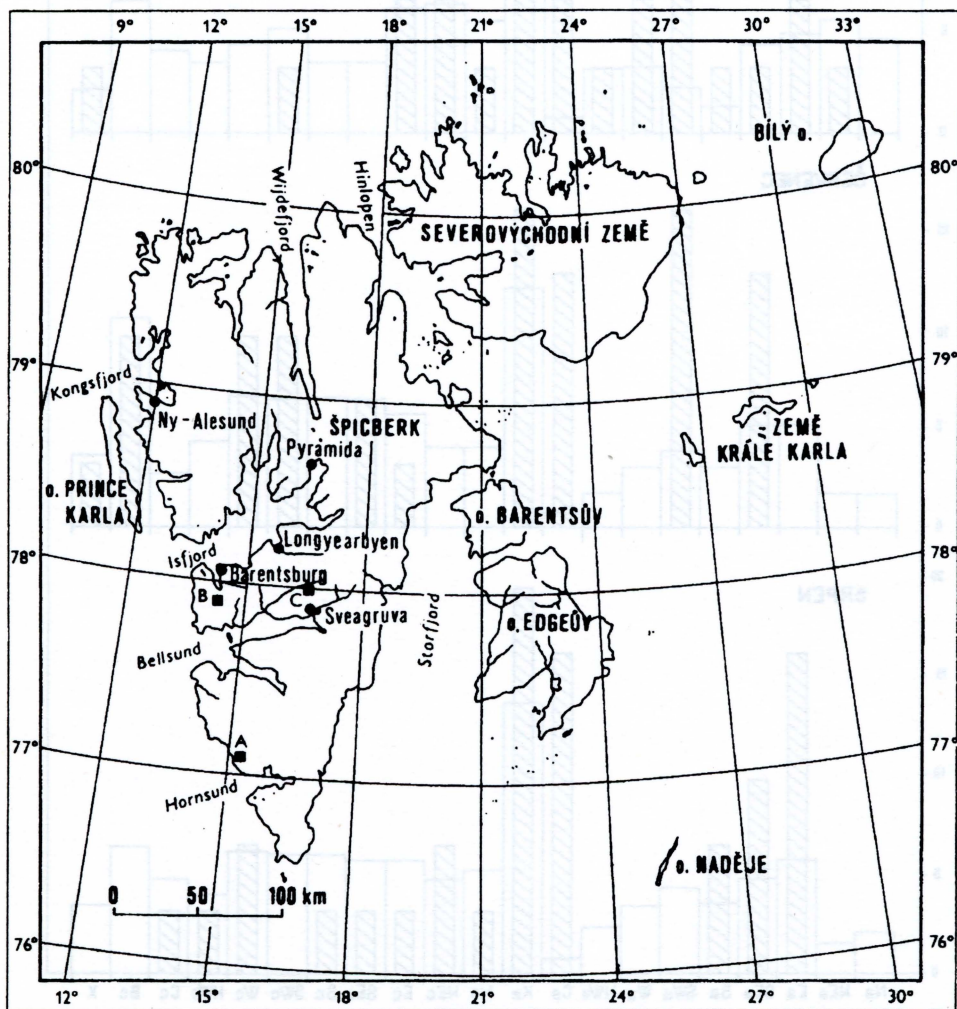 9° 12° 15° 18° 21° 24° 27° 30° 33°
BÍLÝ o.
80° 80°
Wijdefjord
Hinlopen
SEVEROVÝCHODNÍ ZEMĚ
79° 79°
Kongsfjord
Ny-Alesund
ŠPICBERK
Pyramida
ZEMĚ
KRÁLE KARLA
o. PRINCE
KARLA
o. BARENTSŮV
78° 78°
Longyearbyen
Isfjord
Barentsburg
B
C
Sveagruva
o. EDGEŮV
Storfjord
Bellsund
77° 77°
A
Hornsund
o. NADĚJE
0 50 100 km
76° 76°
12° 15° 18° 21° 24° 27° 30°